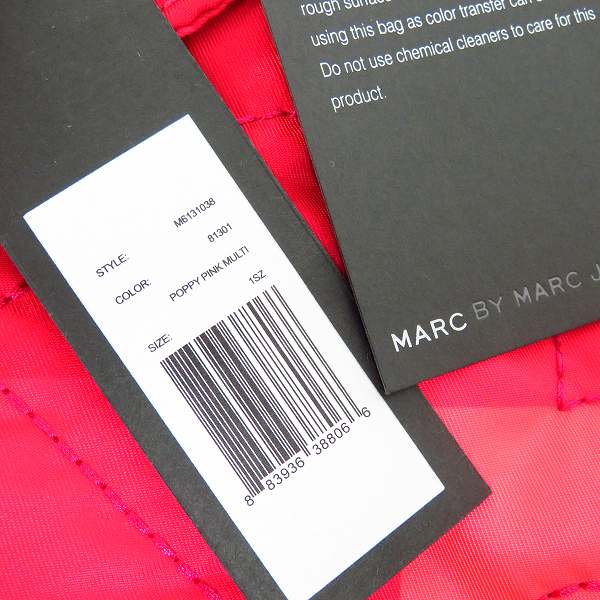 STYLE: M6131038
COLOR: 81301
POPPY PINK MULTI
SIZE: 1SZ
8 83936 38806 6
rough surface
using this bag as color transfer can
Do not use chemical cleaners to care for this
product.
MARC BY MARC J